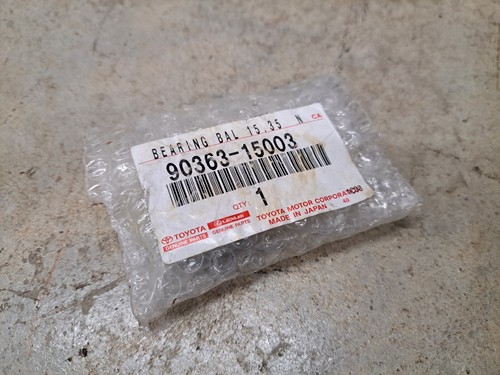 BEARING BAL 15.35 N CA
90363-15003
QTY: 1
TOYOTA LEXUS TOYOTA MOTOR CORPORATION
GENUINE PARTS GENUINE PARTS MADE IN JAPAN 40